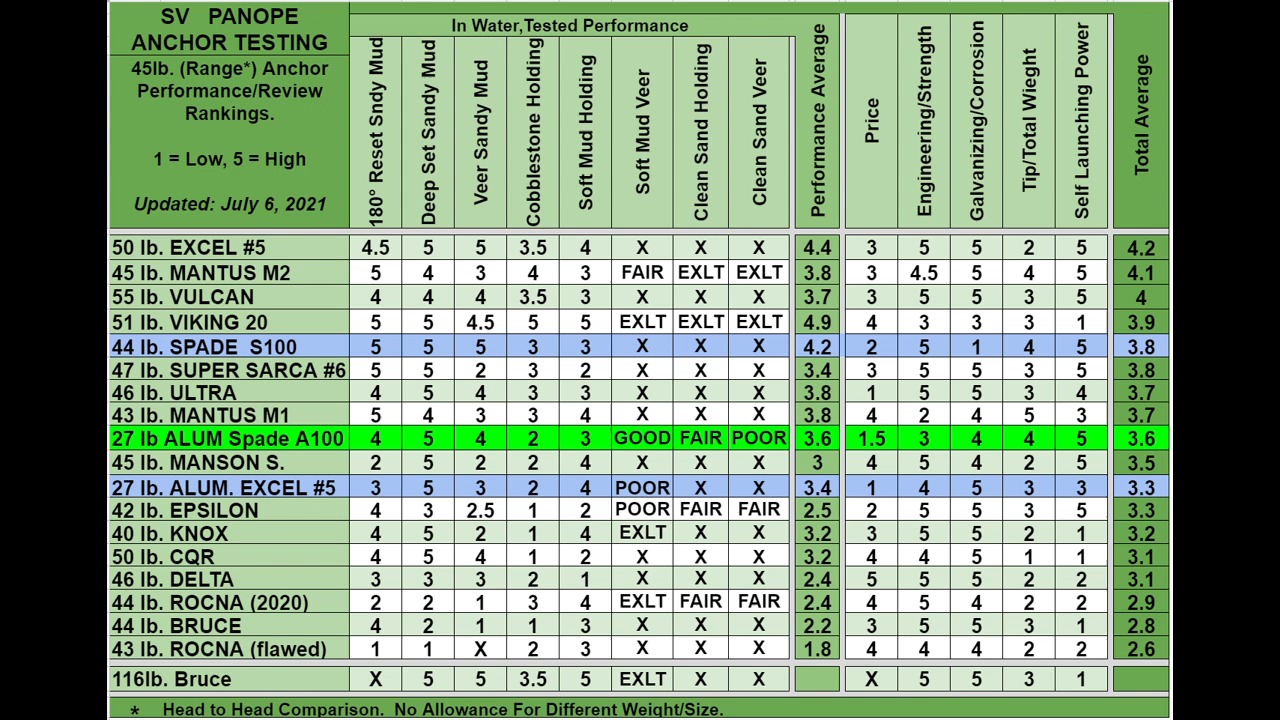 SV PANOPE
ANCHOR TESTING
45lb. (Range*) Anchor
Performance/Review
Rankings.
1 = Low, 5 = High
Updated: July 6, 2021
In Water,Tested Performance
180° Reset Sndy Mud
Deep Set Sandy Mud
Veer Sandy Mud
Cobblestone Holding
Soft Mud Holding
Soft Mud Veer
Clean Sand Holding
Clean Sand Veer
Performance Average
Price
Engineering/Strength
Galvanizing/Corrosion
Tip/Total Wieght
Self Launching Power
Total Average
50 lb. EXCEL #5 4.5 5 5 3.5 4 X X X 4.4 3 5 5 2 5 4.2
45 lb. MANTUS M2 5 4 3 4 3 FAIR EXLT EXLT 3.8 3 4.5 5 4 5 4.1
55 lb. VULCAN 4 4 4 3.5 3 X X X 3.7 3 5 5 3 5 4
51 lb. VIKING 20 5 5 4.5 5 5 EXLT EXLT EXLT 4.9 4 3 3 3 1 3.9
44 lb. SPADE S100 5 5 5 3 3 X X X 4.2 2 5 1 4 5 3.8
47 lb. SUPER SARCA #6 5 5 2 3 2 X X X 3.4 3 5 5 3 5 3.8
46 lb. ULTRA 4 5 4 3 3 X X X 3.8 1 5 5 3 4 3.7
43 lb. MANTUS M1 5 4 3 3 4 X X X 3.8 4 2 4 5 3 3.7
27 lb ALUM Spade A100 4 5 4 2 3 GOOD FAIR POOR 3.6 1.5 3 4 4 5 3.6
45 lb. MANSON S. 2 5 2 2 4 X X X 3 4 5 4 2 5 3.5
27 lb. ALUM. EXCEL #5 3 5 3 2 4 POOR X X 3.4 1 4 5 3 3 3.3
42 lb. EPSILON 4 3 2.5 1 2 POOR FAIR FAIR 2.5 2 5 5 3 5 3.3
40 lb. KNOX 4 5 2 1 4 EXLT X X 3.2 3 5 5 2 1 3.2
50 lb. CQR 4 5 4 1 2 X X X 3.2 4 4 5 1 1 3.1
46 lb. DELTA 3 3 3 2 1 X X X 2.4 5 5 5 2 2 3.1
44 lb. ROCNA (2020) 2 2 1 3 4 EXLT FAIR FAIR 2.4 4 5 4 2 2 2.9
44 lb. BRUCE 4 2 1 1 3 X X X 2.2 3 5 5 3 1 2.8
43 lb. ROCNA (flawed) 1 1 X 2 3 X X X 1.8 4 4 4 2 2 2.6
116lb. Bruce X 5 5 3.5 5 EXLT X X X 5 5 3 1
* Head to Head Comparison. No Allowance For Different Weight/Size.